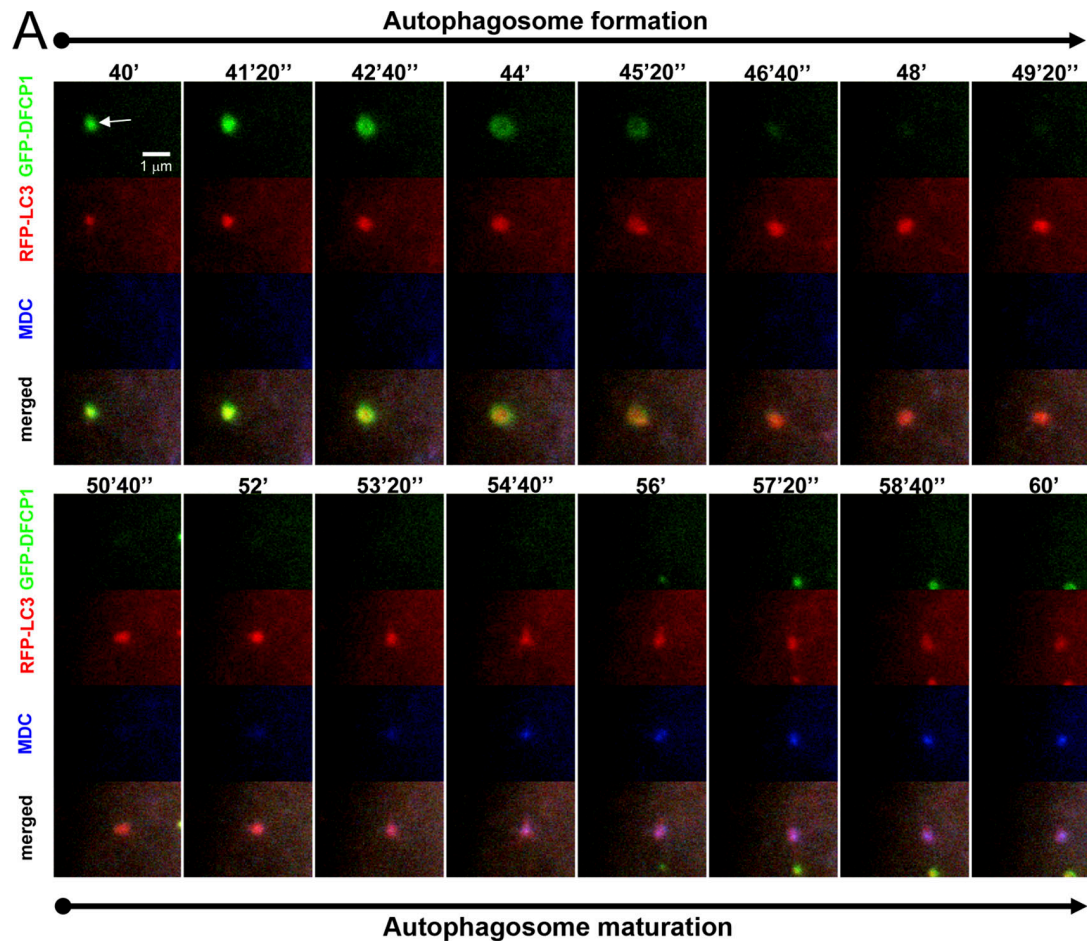 A
Autophagosome formation
40’ 41’20’’ 42’40’’ 44’ 45’20’’ 46’40’’ 48’ 49’20’’
GFP-DFCP1
1 μm
RFP-LC3
MDC
merged
50’40’’ 52’ 53’20’’ 54’40’’ 56’ 57’20’’ 58’40’’ 60’
GFP-DFCP1
RFP-LC3
MDC
merged
Autophagosome maturation